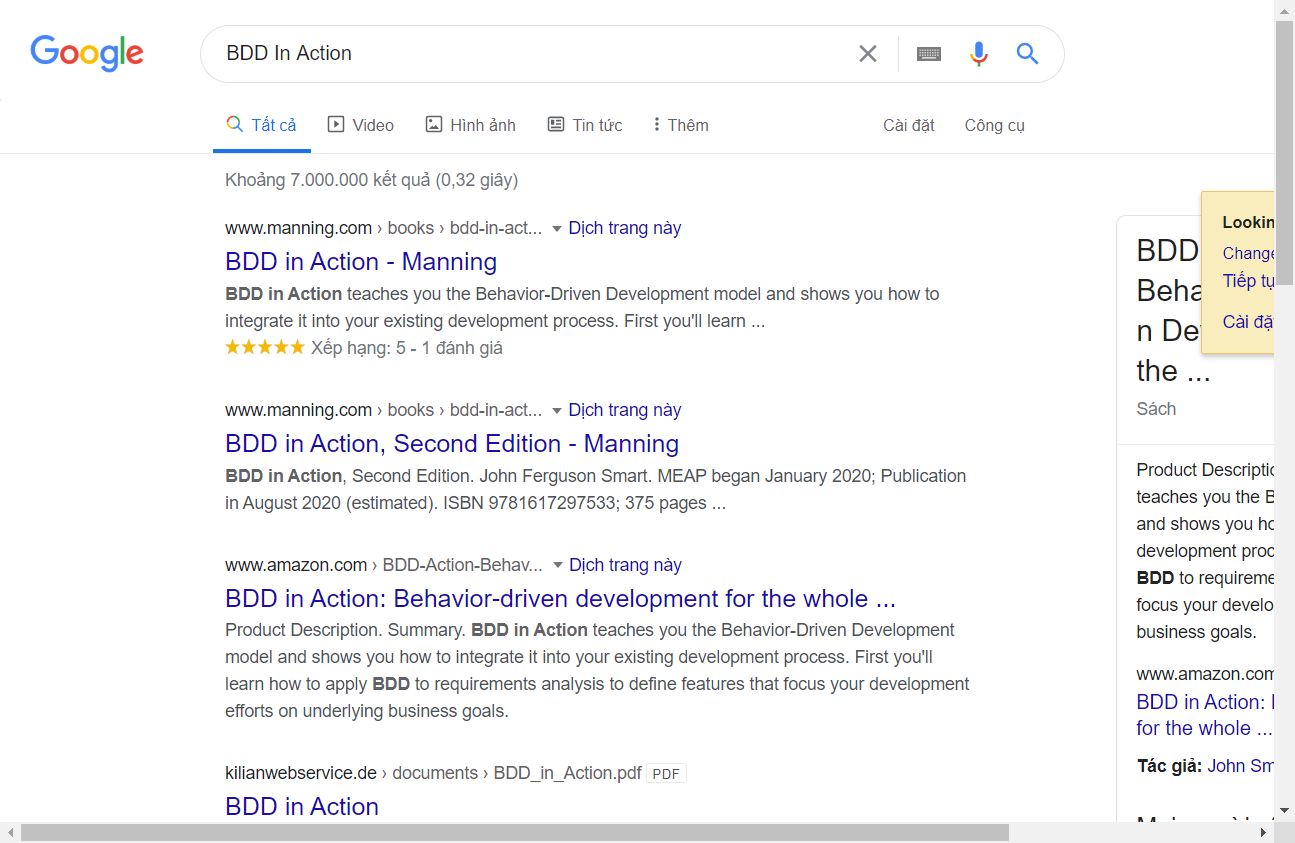 Google
BDD In Action
Tất cả
Video
Hình ảnh
Tin tức
Thêm
Cài đặt
Công cụ
Khoảng 7.000.000 kết quả (0,32 giây)
www.manning.com › books › bdd-in-act... Dịch trang này
BDD in Action - Manning
BDD in Action teaches you the Behavior-Driven Development model and shows you how to
integrate it into your existing development process. First you'll learn ...
Xếp hạng: 5 - 1 đánh giá
www.manning.com › books › bdd-in-act... Dịch trang này
BDD in Action, Second Edition - Manning
BDD in Action, Second Edition. John Ferguson Smart. MEAP began January 2020; Publication
in August 2020 (estimated). ISBN 9781617297533; 375 pages ...
www.amazon.com › BDD-Action-Behav... Dịch trang này
BDD in Action: Behavior-driven development for the whole ...
Product Description. Summary. BDD in Action teaches you the Behavior-Driven Development
model and shows you how to integrate it into your existing development process. First you'll
learn how to apply BDD to requirements analysis to define features that focus your development
efforts on underlying business goals.
kilianwebservice.de › documents › BDD_in_Action.pdf PDF
BDD in Action
BDD
Beha
n De
the ...
Sách
Lookin
Change
Tiếp tụ
Cài đặ
Product Descriptio
teaches you the B
and shows you ho
development proc
BDD to requireme
focus your develo
business goals.
www.amazon.com
BDD in Action:
for the whole ...
Tác giả: John Sm